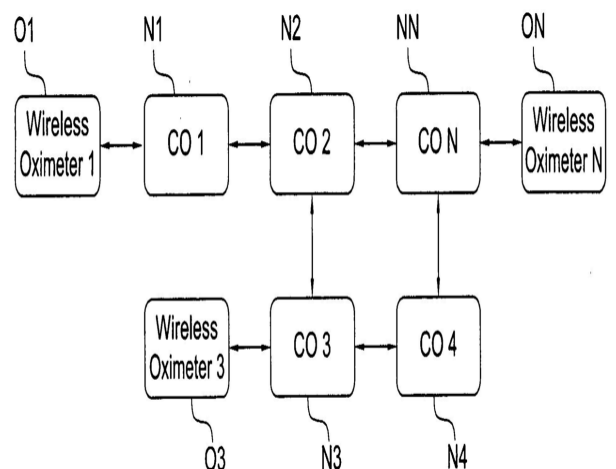 O1
N1
N2
NN
ON
Wireless
Oximeter 1
CO 1
CO 2
CO N
Wireless
Oximeter N
Wireless
Oximeter 3
CO 3
CO 4
O3
N3
N4